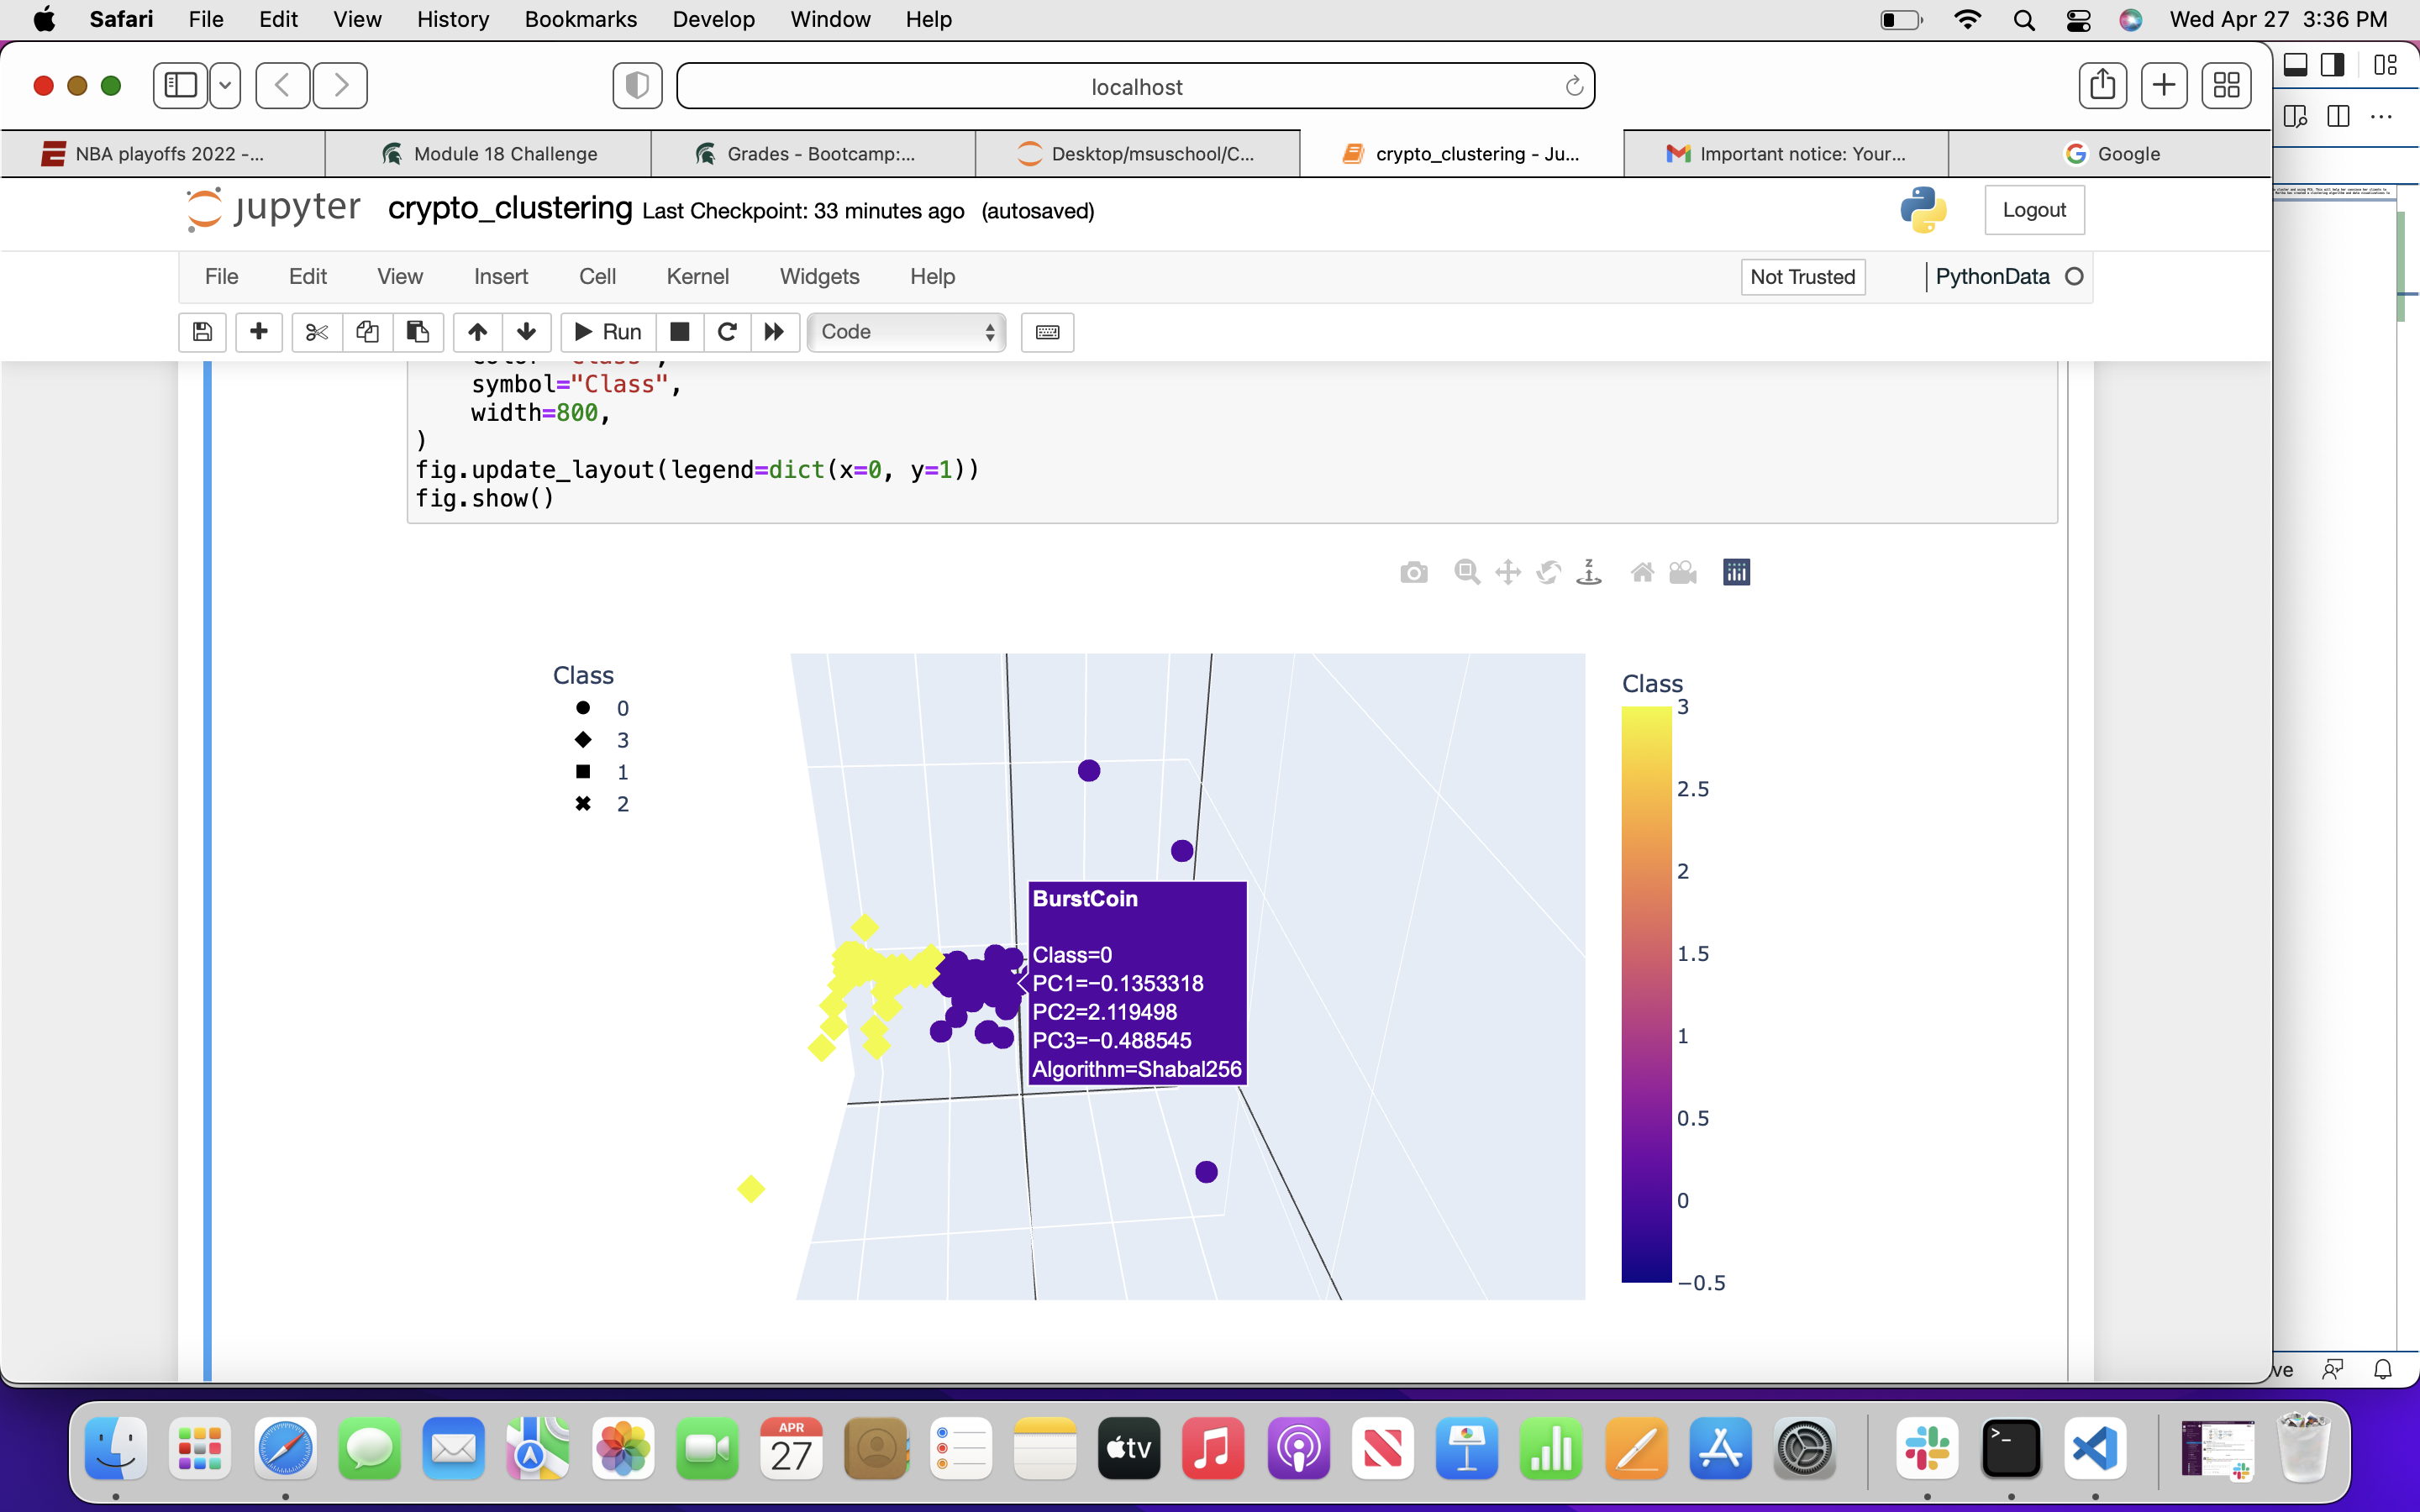 Safari File Edit View History Bookmarks Develop Window Help Wed Apr 27 3:36 PM
localhost
NBA playoffs 2022 -... Module 18 Challenge Grades - Bootcamp:... Desktop/msuschool/C... crypto_clustering - Ju... Important notice: Your... Google
jupyter crypto_clustering Last Checkpoint: 33 minutes ago (autosaved) Logout
File Edit View Insert Cell Kernel Widgets Help Not Trusted PythonData
Run Code
symbol="Class",
width=800,
)
fig.update_layout(legend=dict(x=0, y=1))
fig.show()
Class
0
3
1
2
BurstCoin
Class=0
PC1=−0.1353318
PC2=2.119498
PC3=−0.488545
Algorithm=Shabal256
Class
3
2.5
2
1.5
1
0.5
0
−0.5
ve
APR
27
tv